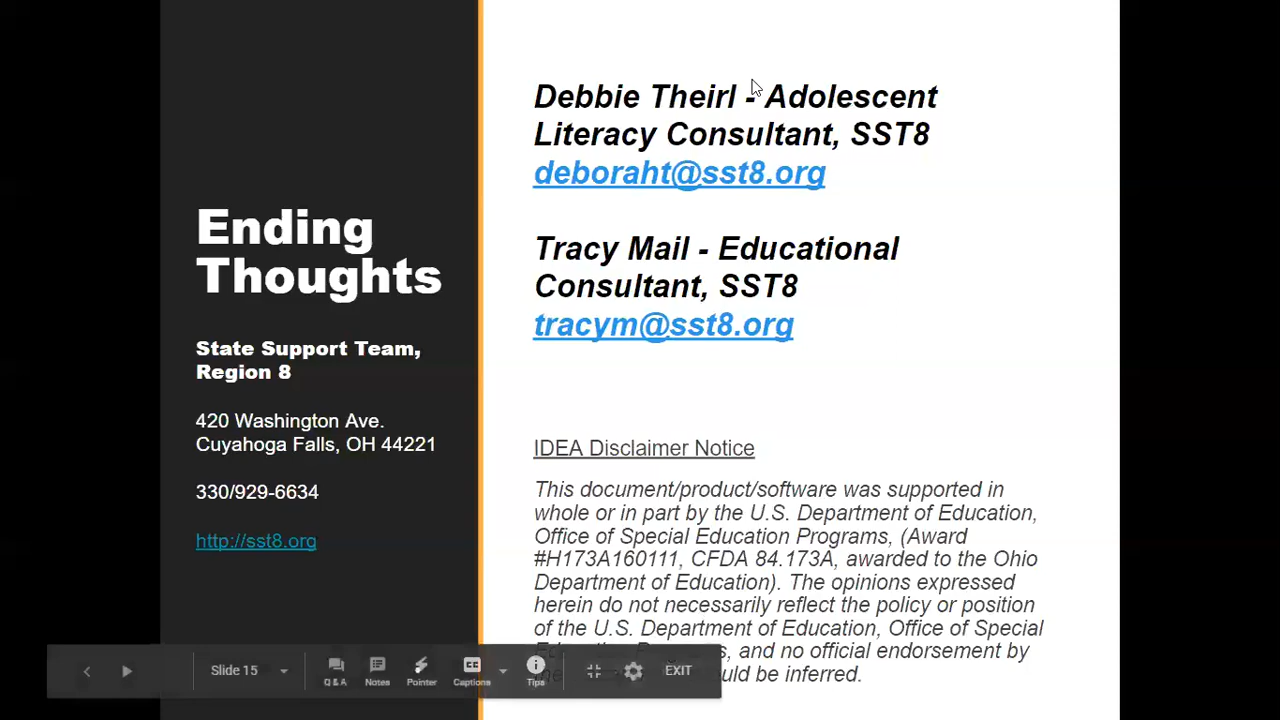 Ending
Thoughts
State Support Team,
Region 8
420 Washington Ave.
Cuyahoga Falls, OH 44221
330/929-6634
http://sst8.org
Debbie Theirl - Adolescent
Literacy Consultant, SST8
deboraht@sst8.org
Tracy Mail - Educational
Consultant, SST8
tracym@sst8.org
IDEA Disclaimer Notice
This document/product/software was supported in
whole or in part by the U.S. Department of Education,
Office of Special Education Programs, (Award
#H173A160111, CFDA 84.173A, awarded to the Ohio
Department of Education). The opinions expressed
herein do not necessarily reflect the policy or position
of the U.S. Department of Education, Office of Special
and no official endorsement by
be inferred.
Slide 15
Q & A
Notes
Pointer
CC
Captions
Tips
EXIT